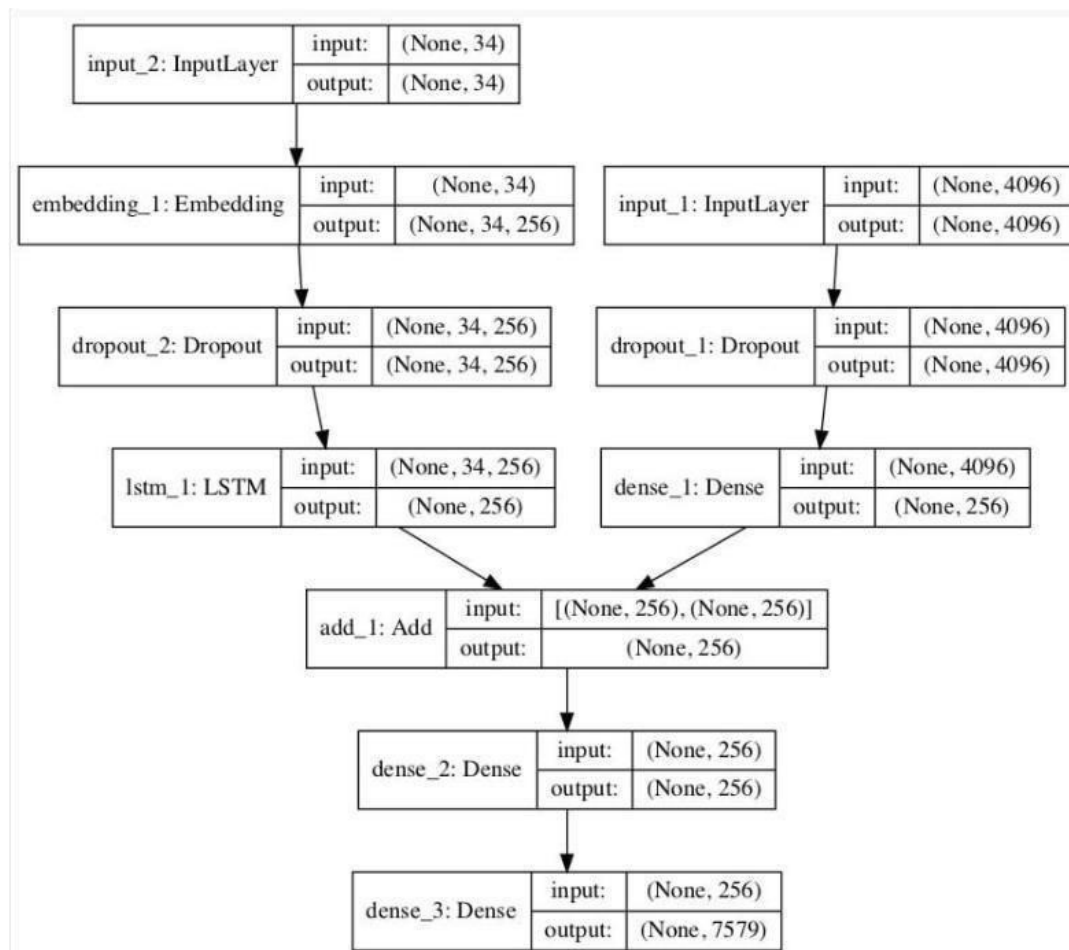 input_2: InputLayer
input: (None, 34)
output: (None, 34)
embedding_1: Embedding
input: (None, 34)
output: (None, 34, 256)
input_1: InputLayer
input: (None, 4096)
output: (None, 4096)
dropout_2: Dropout
input: (None, 34, 256)
output: (None, 34, 256)
dropout_1: Dropout
input: (None, 4096)
output: (None, 4096)
lstm_1: LSTM
input: (None, 34, 256)
output: (None, 256)
dense_1: Dense
input: (None, 4096)
output: (None, 256)
add_1: Add
input: [(None, 256), (None, 256)]
output: (None, 256)
dense_2: Dense
input: (None, 256)
output: (None, 256)
dense_3: Dense
input: (None, 256)
output: (None, 7579)